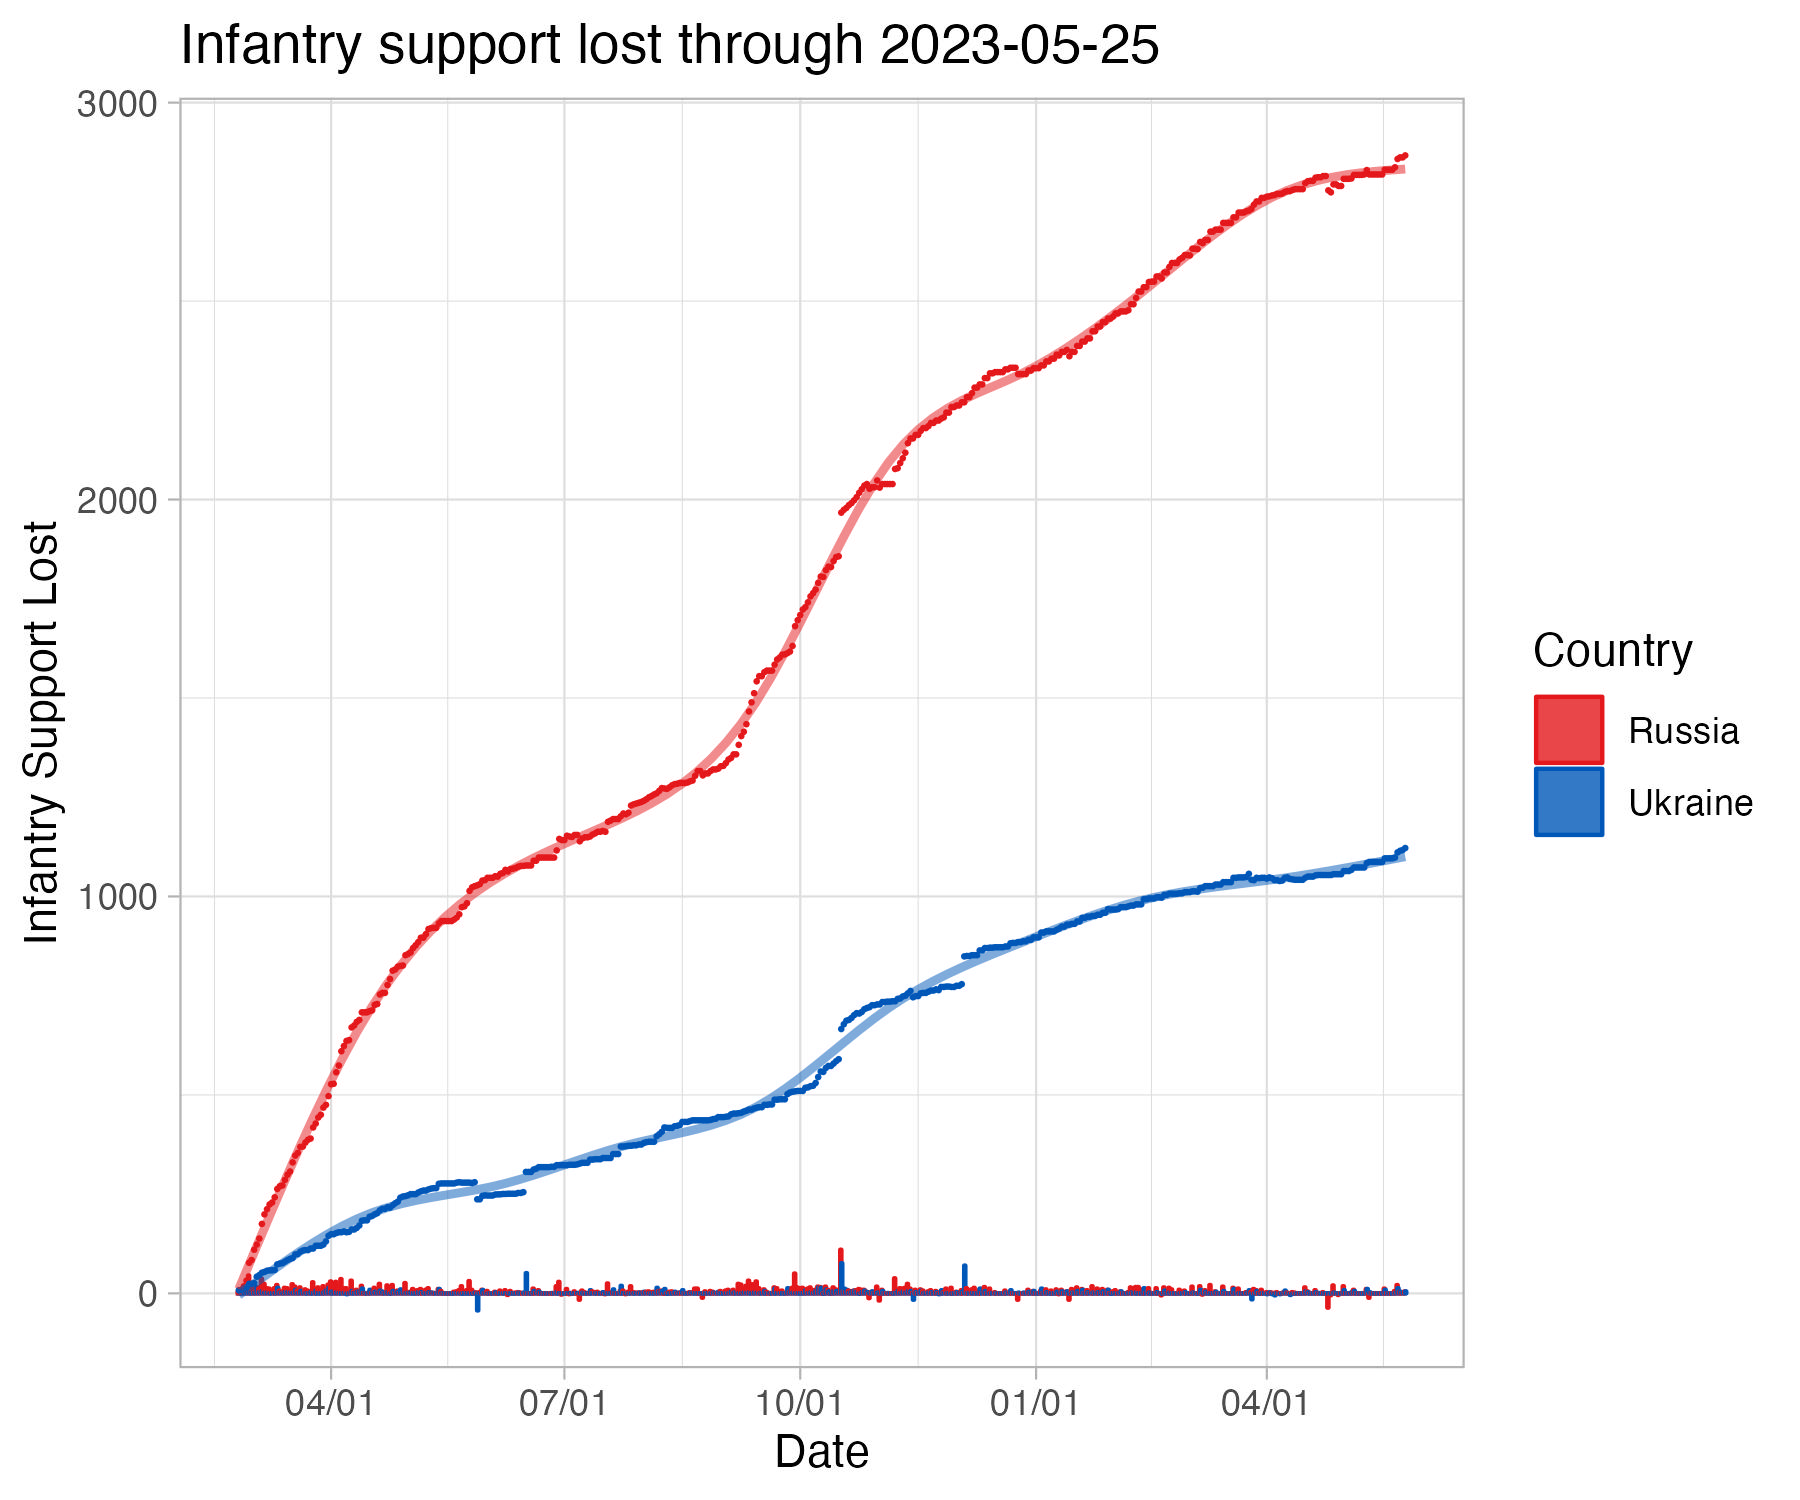 Infantry support lost through 2023-05-25
3000
2000
1000
0
Infantry Support Lost
04/01
07/01
10/01
01/01
04/01
Date
Country
Russia
Ukraine